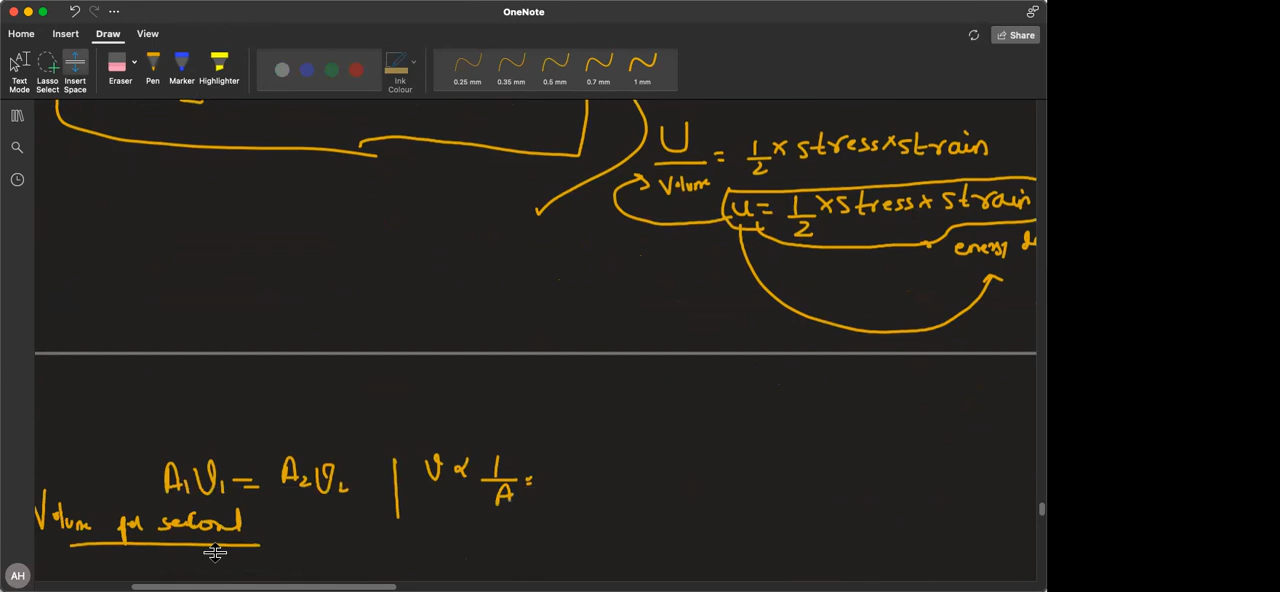 OneNote
Home Insert Draw View
Share
Text Mode
Lasso Select
Insert Space
Eraser
Pen
Marker
Highlighter
Ink Colour
0.25 mm 0.35 mm 0.5 mm 0.7 mm 1 mm
U/Volume = 1/2 × stress × strain
u = 1/2 × stress × strain
energy
A₁v₁ = A₂v₂ | v ∝ 1/A =
Volume per second
AH